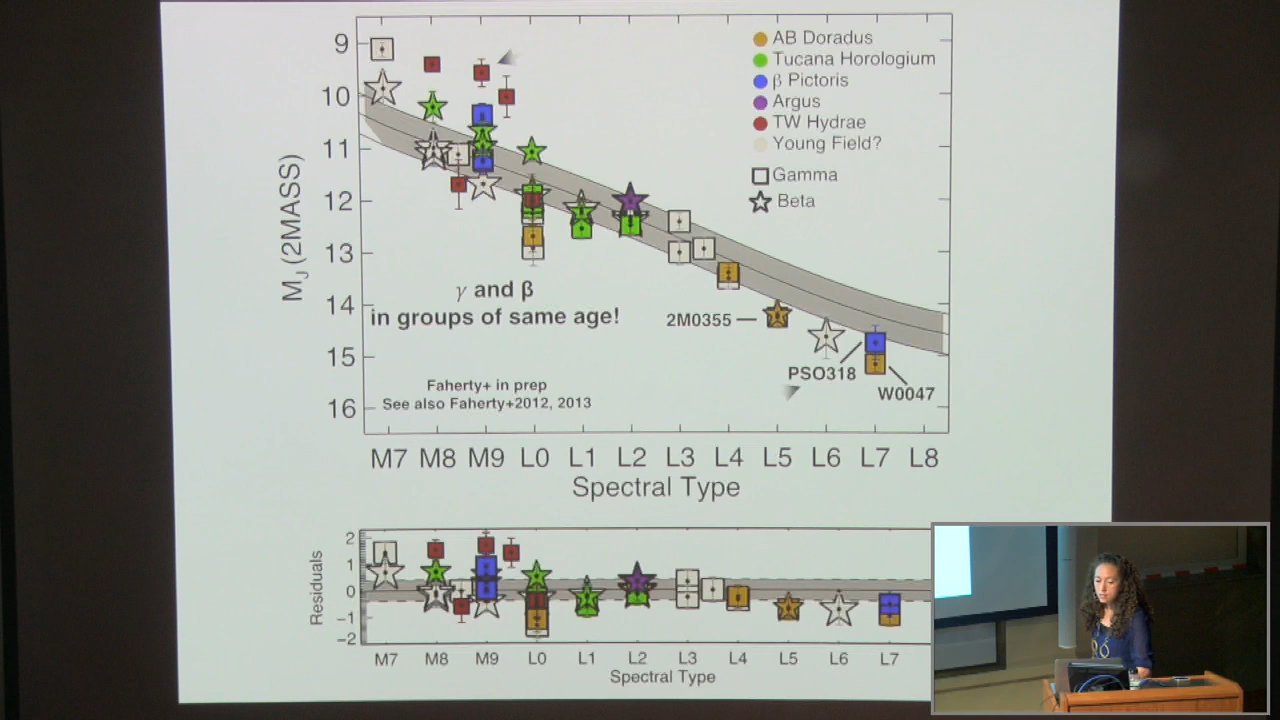 9
10
11
12
13
14
15
16
M_J (2MASS)
AB Doradus
Tucana Horologium
β Pictoris
Argus
TW Hydrae
Young Field?
Gamma
Beta
γ and β
in groups of same age!
2M0355
PSO318
W0047
Faherty+ in prep
See also Faherty+2012, 2013
M7 M8 M9 L0 L1 L2 L3 L4 L5 L6 L7 L8
Spectral Type
2
1
0
-1
-2
Residuals
M7 M8 M9 L0 L1 L2 L3 L4 L5 L6 L7
Spectral Type